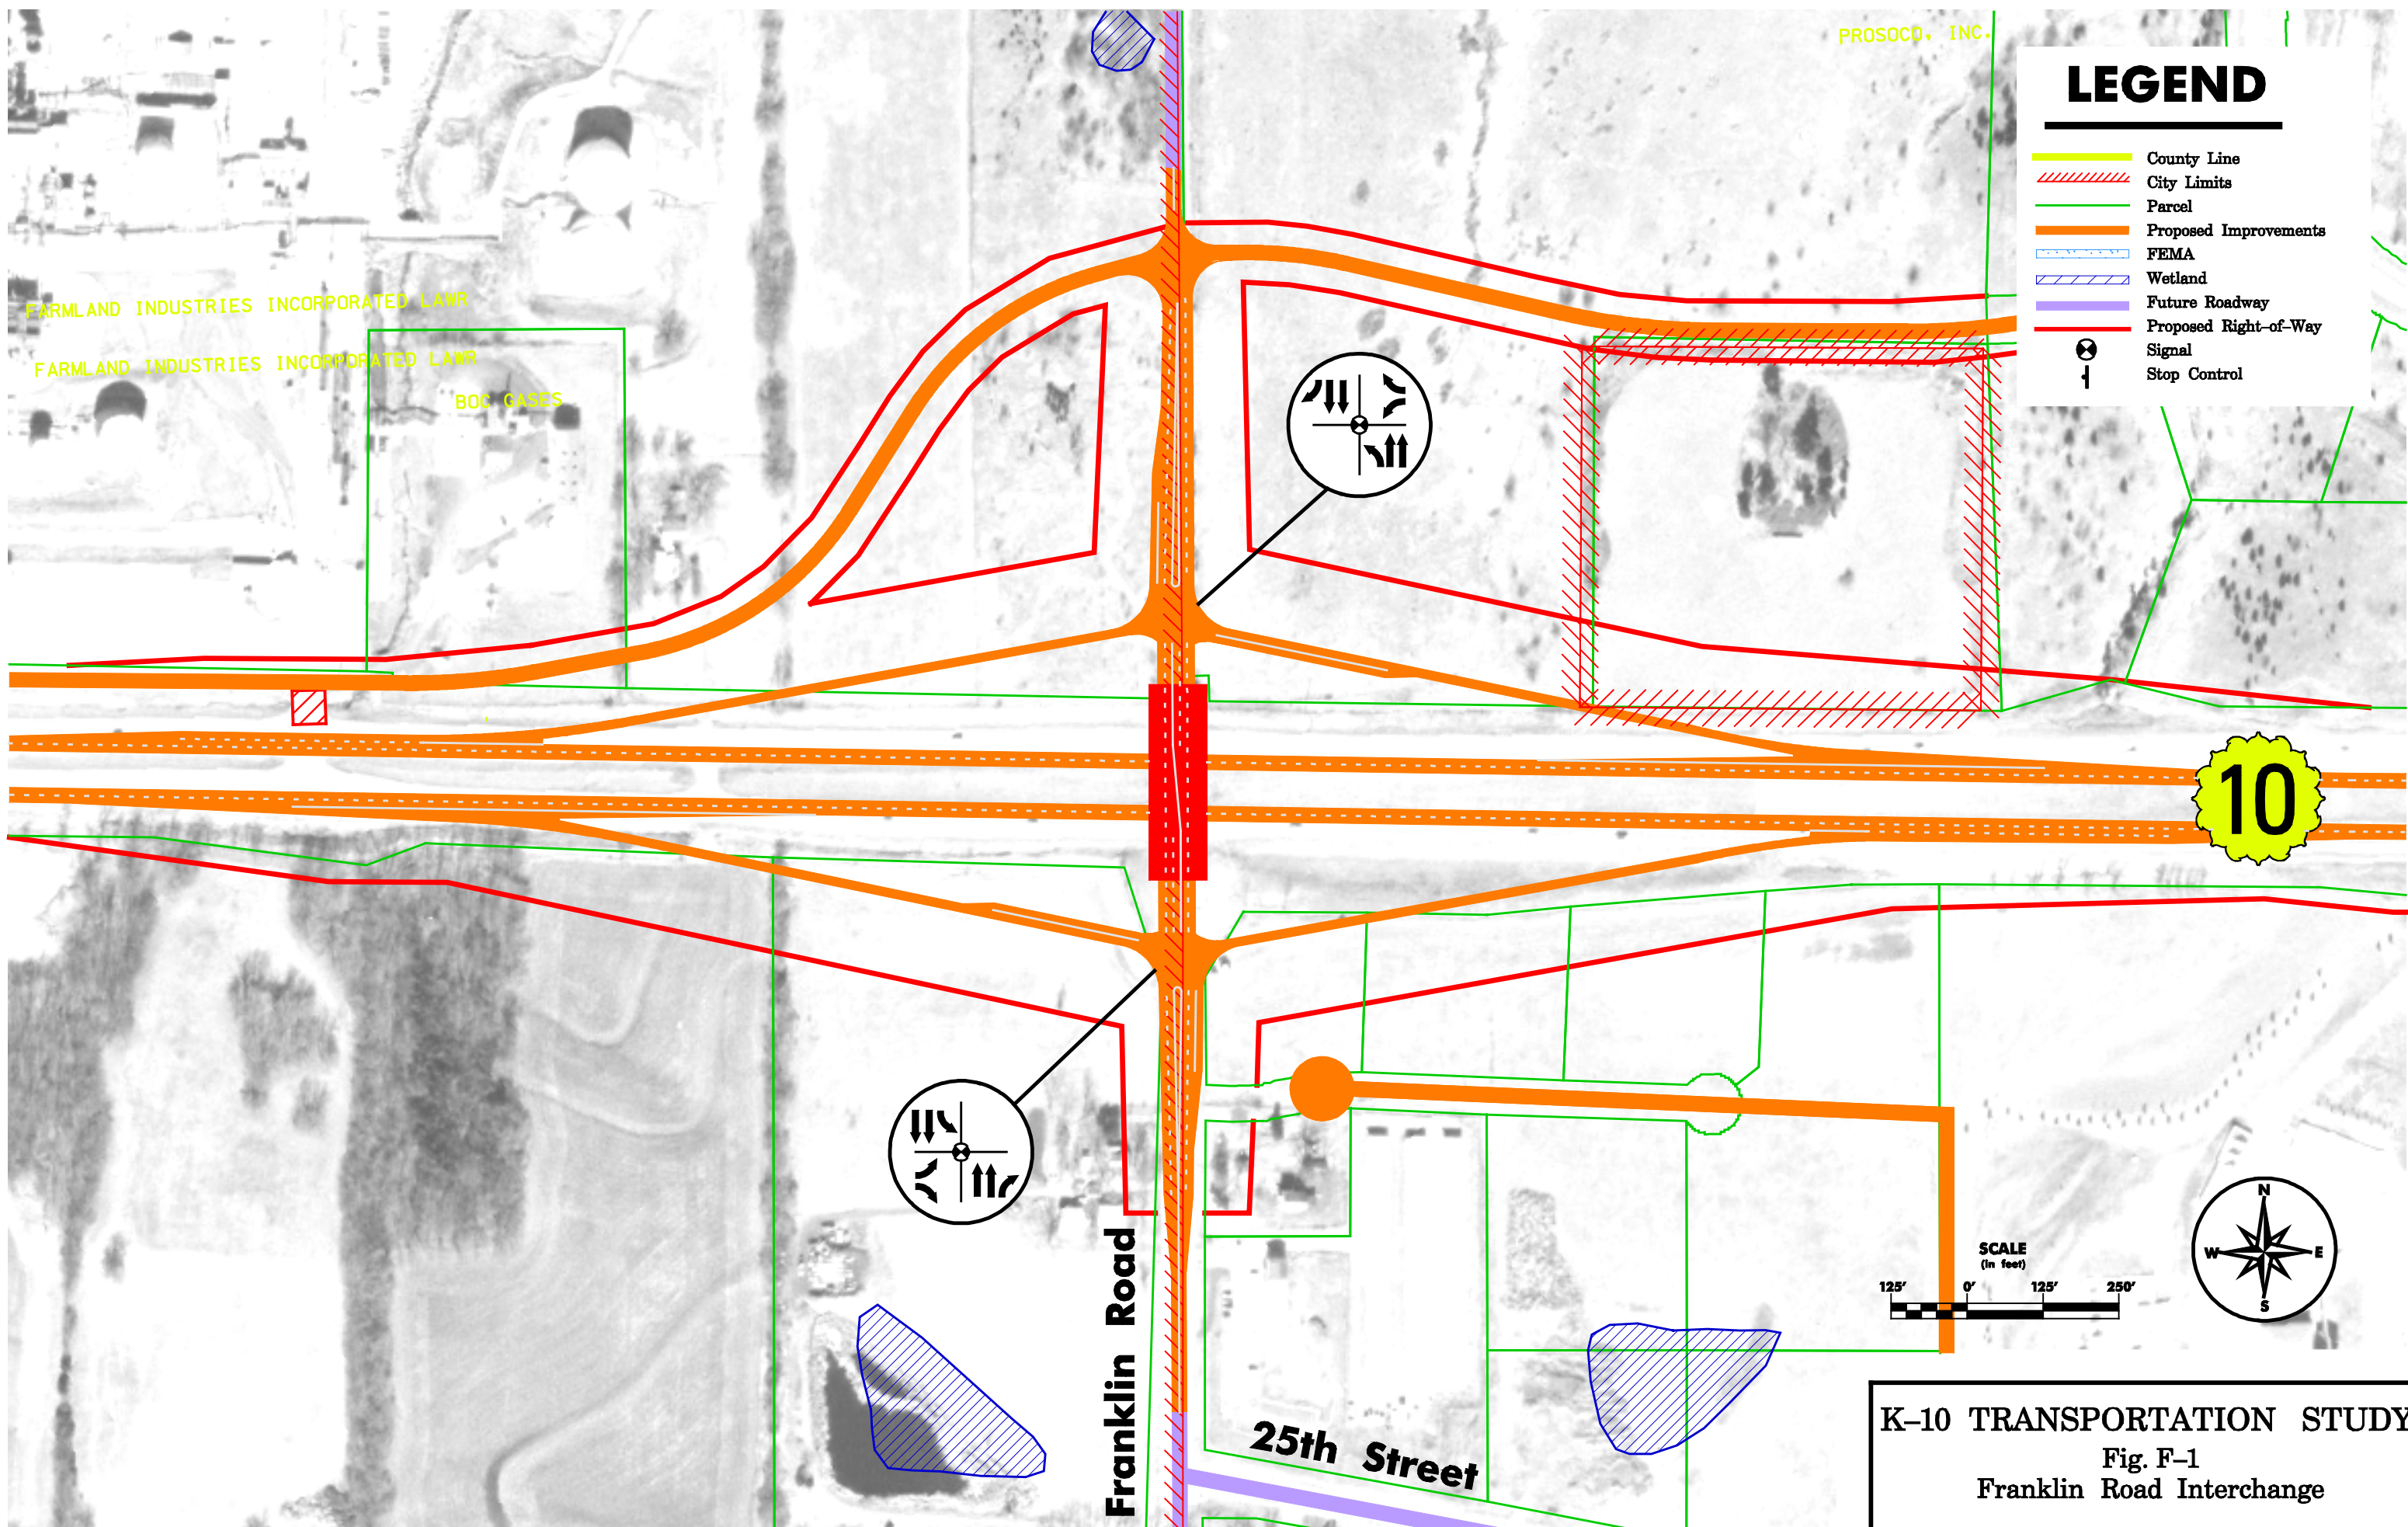 PROSOCO, INC.
LEGEND
County Line
City Limits
Parcel
Proposed Improvements
FEMA
Wetland
Future Roadway
Proposed Right-of-Way
Signal
Stop Control
FARMLAND INDUSTRIES INCORPORATED LAWR
FARMLAND INDUSTRIES INCORPORATED LAWR
BOC GASES
10
Franklin Road
25th Street
SCALE
(in feet)
125' 0' 125' 250'
N
W E
S
K-10 TRANSPORTATION STUDY
Fig. F-1
Franklin Road Interchange